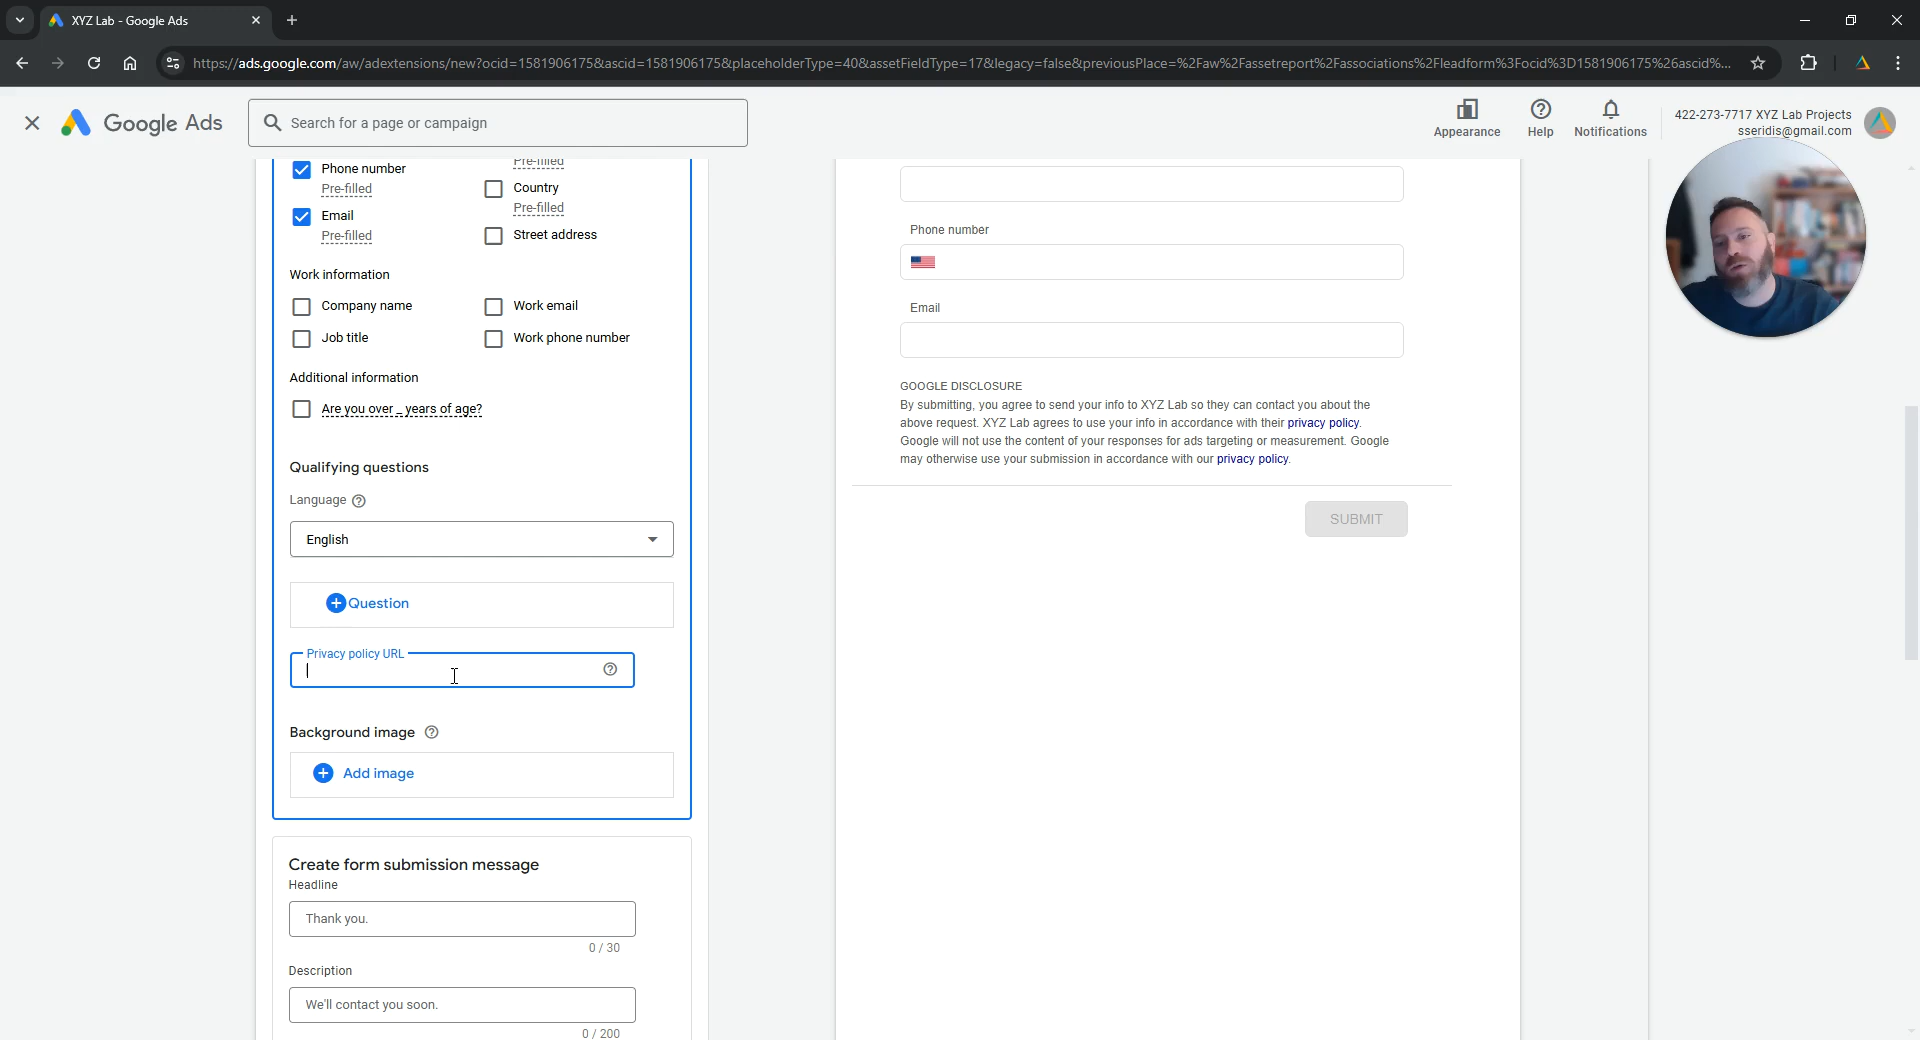 XYZ Lab - Google Ads
https://ads.google.com/aw/adextensions/new?ocid=1581906175&ascid=1581906175&placeholderType=40&assetFieldType=17&legacy=false&previousPlace=%2Faw%2Fassetreport%2Fassociations%2Fleadform%3Focid%3D1581906175%26ascid%...
Google Ads
Search for a page or campaign
Appearance
Help
Notifications
422-273-7717 XYZ Lab Projects
sseridis@gmail.com
Phone number
Pre-filled
Email
Pre-filled
Pre-filled
Country
Pre-filled
Street address
Work information
Company name
Work email
Job title
Work phone number
Additional information
Are you over _ years of age?
Qualifying questions
Language
English
Question
Privacy policy URL
Background image
Add image
Create form submission message
Headline
Thank you.
0 / 30
Description
We'll contact you soon.
0 / 200
Phone number
Email
GOOGLE DISCLOSURE
By submitting, you agree to send your info to XYZ Lab so they can contact you about the
above request. XYZ Lab agrees to use your info in accordance with their privacy policy.
Google will not use the content of your responses for ads targeting or measurement. Google
may otherwise use your submission in accordance with our privacy policy.
SUBMIT